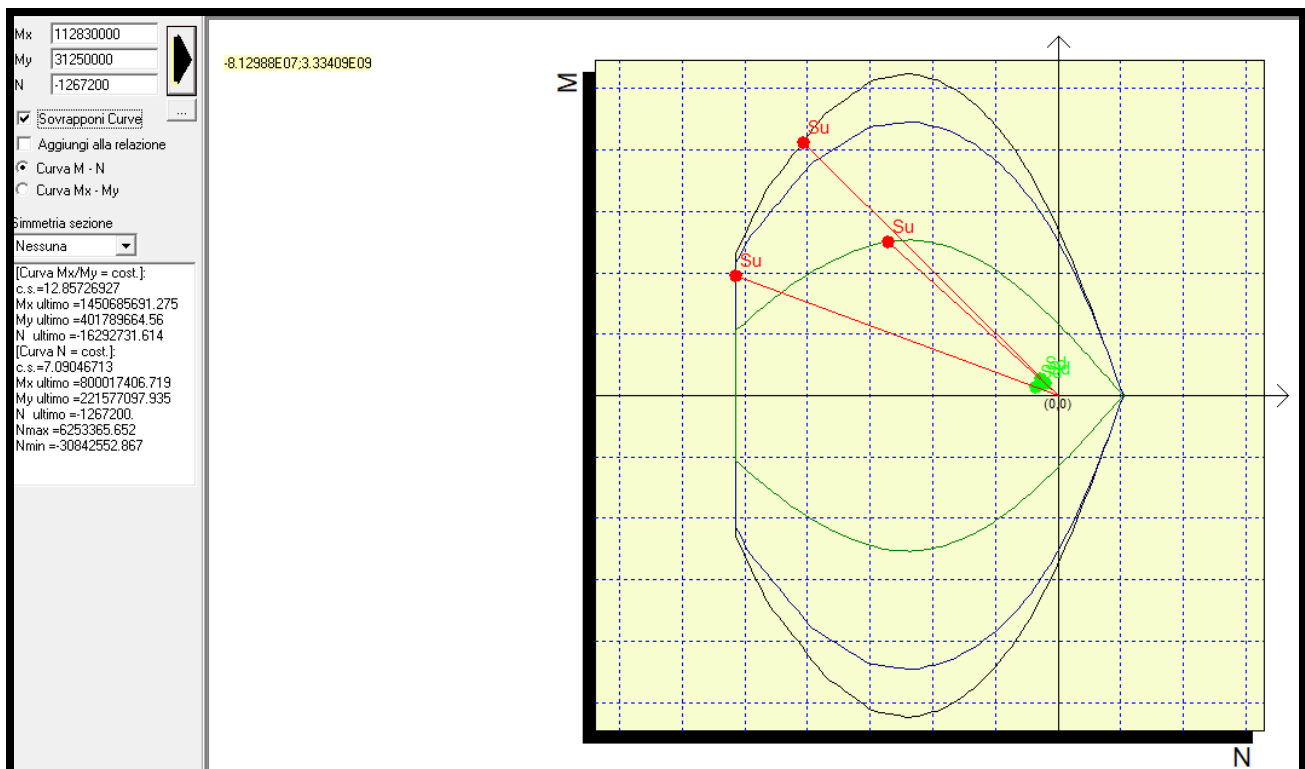 Mx 112830000
My 31250000
N -1267200
...
Sovrapponi Curve
Aggiungi alla relazione
Curva M - N
Curva Mx - My
Simmetria sezione
Nessuna
[Curva Mx/My = cost.]:
c.s.=12.85726927
Mx ultimo =1450685691.275
My ultimo =401789664.56
N ultimo =-16292731.614
[Curva N = cost.]:
c.s.=7.09046713
Mx ultimo =800017406.719
My ultimo =221577097.935
N ultimo =-1267200.
Nmax =6253365.652
Nmin =-30842552.867
-8.12988E07;3.33409E09
M
Su
Su
Su
Sd
(0,0)
N